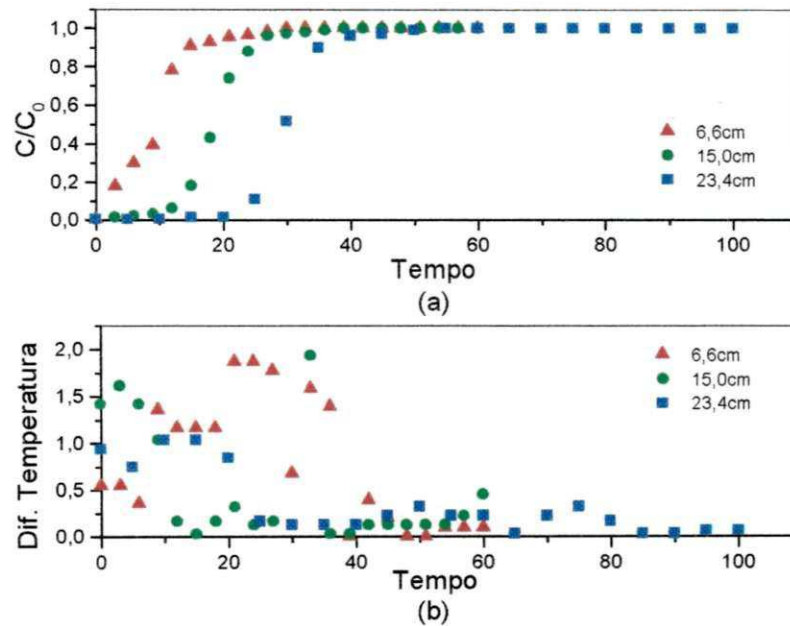 C/C₀
1,0
0,8
0,6
0,4
0,2
0,0
6,6cm
15,0cm
23,4cm
0 20 40 60 80 100
Tempo
(a)
Dif. Temperatura
2,0
1,5
1,0
0,5
0,0
6,6cm
15,0cm
23,4cm
0 20 40 60 80 100
Tempo
(b)